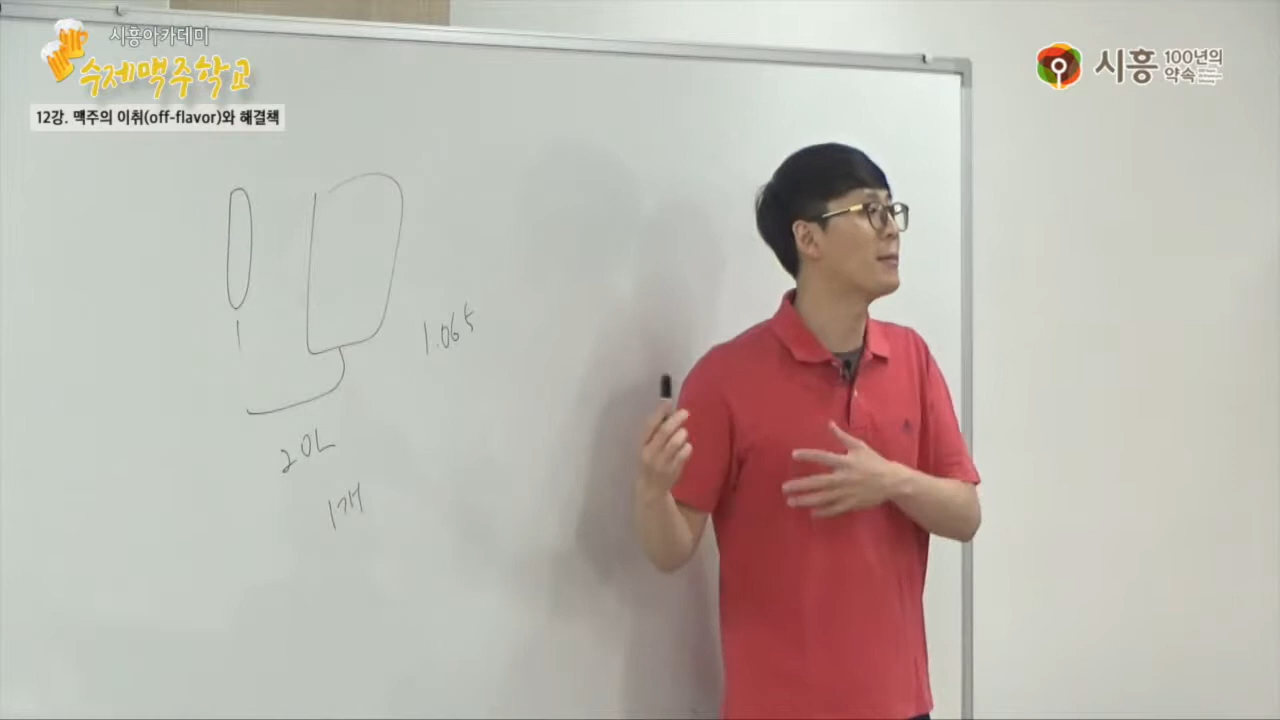 시흥아카데미
수제맥주학교
12강. 맥주의 이취(off-flavor)와 해결책
시흥 100년의 약속
1.065
20L
1개